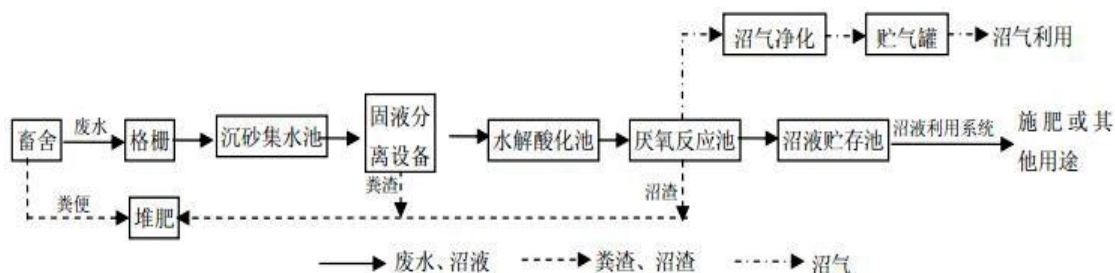 沼气净化
贮气罐
沼气利用
畜舍
废水
格栅
沉砂集水池
固液分
离设备
水解酸化池
厌氧反应池
沼液贮存池
沼液利用系统
施肥或其
他用途
粪便
堆肥
粪渣
沼渣
废水、沼液
粪渣、沼渣
沼气